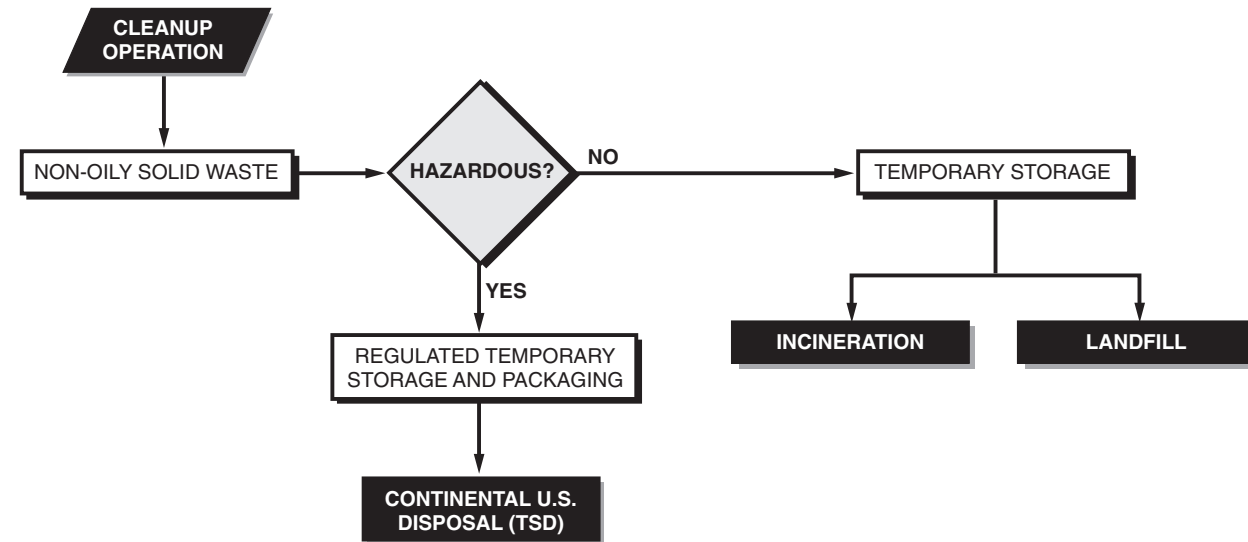 CLEANUP
OPERATION
NON-OILY SOLID WASTE
HAZARDOUS?
NO
TEMPORARY STORAGE
YES
INCINERATION
LANDFILL
REGULATED TEMPORARY
STORAGE AND PACKAGING
CONTINENTAL U.S.
DISPOSAL (TSD)